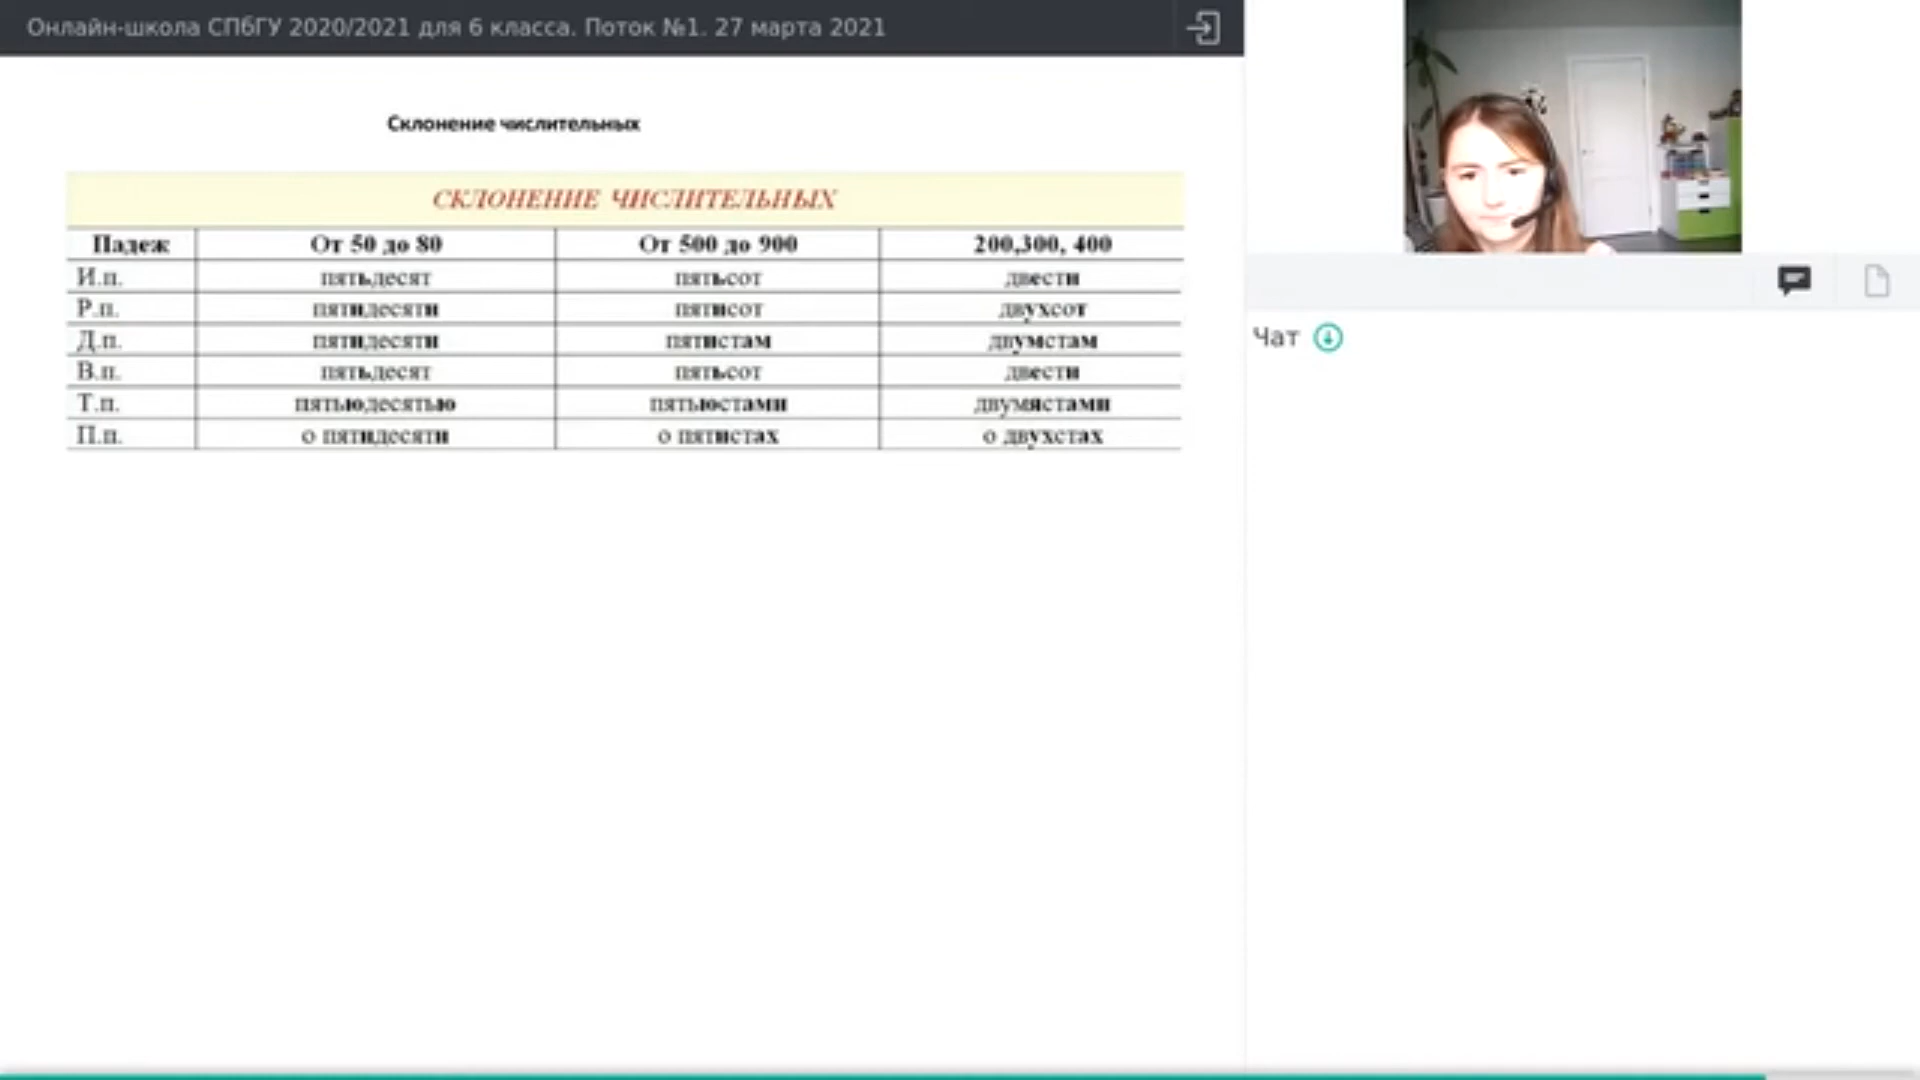 Онлайн-школа СПбГУ 2020/2021 для 6 класса. Поток №1. 27 марта 2021
Склонение числительных
СКЛОНЕНИЕ ЧИСЛИТЕЛЬНЫХ
Падеж От 50 до 80 От 500 до 900 200,300, 400
И.п. пятьдесят пятьсот двести
Р.п. пятидесяти пятисот двухсот
Д.п. пятидесяти пятистам двумстам
В.п. пятьдесят пятьсот двести
Т.п. пятьюдесятью пятьюстами двумястами
П.п. о пятидесяти о пятистах о двухстах
Чат